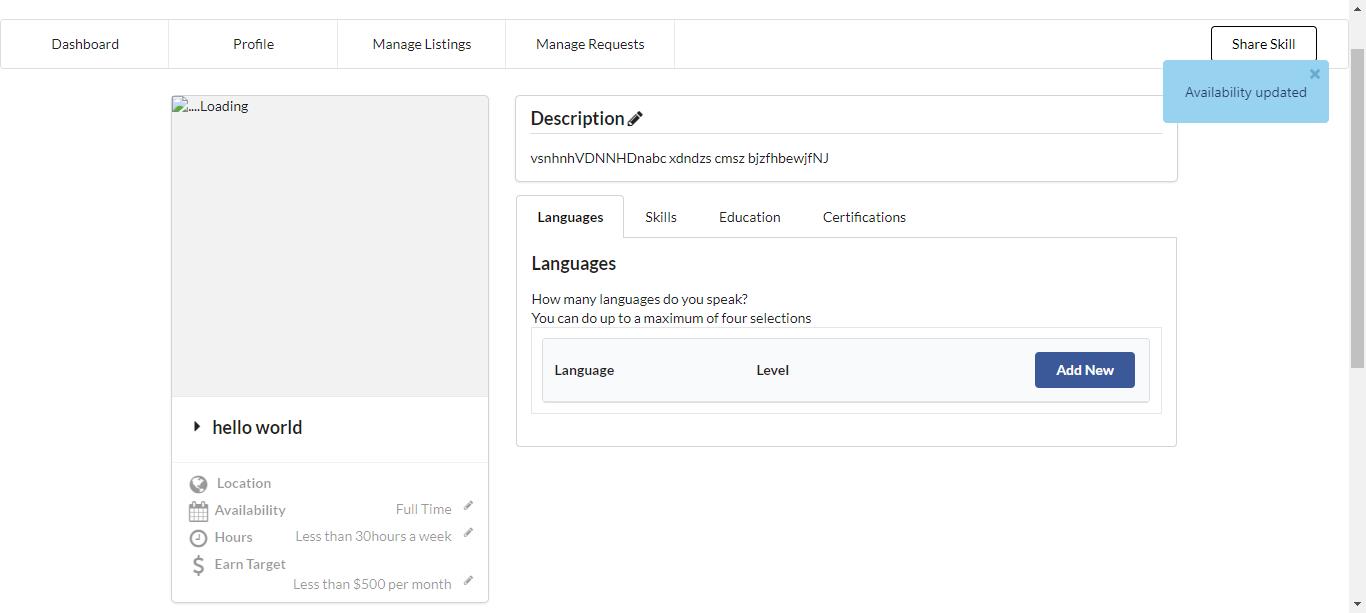 Dashboard
Profile
Manage Listings
Manage Requests
Share Skill
Availability updated
....Loading
hello world
Location
Availability Full Time
Hours Less than 30hours a week
Earn Target
Less than $500 per month
Description
vsnhnhVDNNHDnabc xdndzs cmsz bjzfhbewjfNJ
Languages
Skills
Education
Certifications
Languages
How many languages do you speak?
You can do up to a maximum of four selections
Language Level Add New